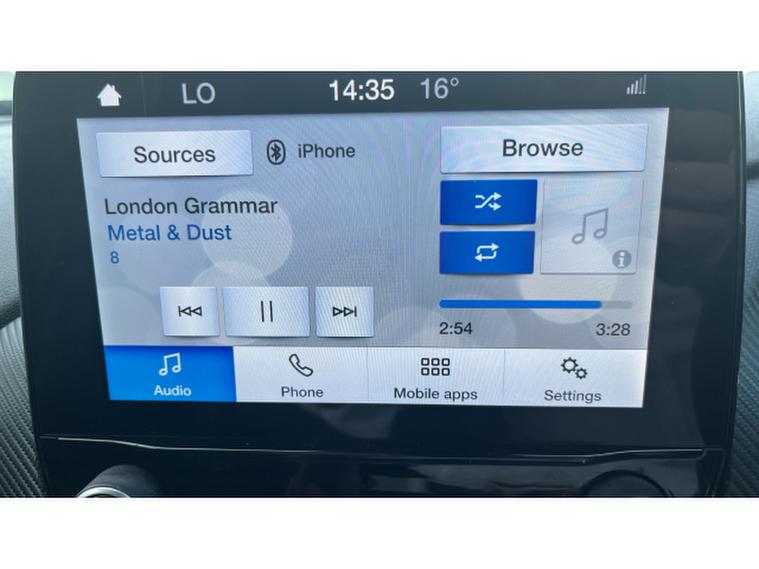 LO 14:35 16°
Sources iPhone Browse
London Grammar
Metal & Dust
8
2:54 3:28
Audio Phone Mobile apps Settings